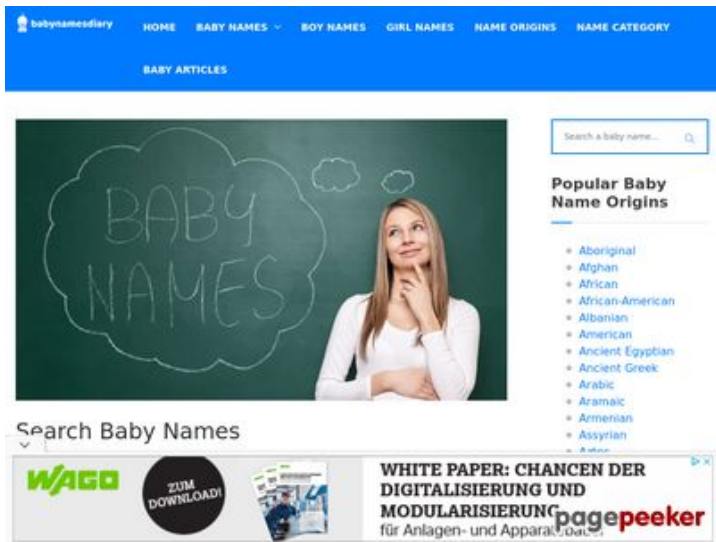 babynamesdiary
HOME
BABY NAMES
BOY NAMES
GIRL NAMES
NAME ORIGINS
NAME CATEGORY
BABY ARTICLES
BABY
NAMES
Search Baby Names
Search a baby name...
Popular Baby
Name Origins
Aboriginal
Afghan
African
African-American
Albanian
American
Ancient Egyptian
Ancient Greek
Arabic
Aramaic
Armenian
Assyrian
WAGO
ZUM
DOWNLOAD!
WHITE PAPER: CHANCEN DER
DIGITALISIERUNG UND
MODULARISIERUNG
für Anlagen- und
pagepeeker